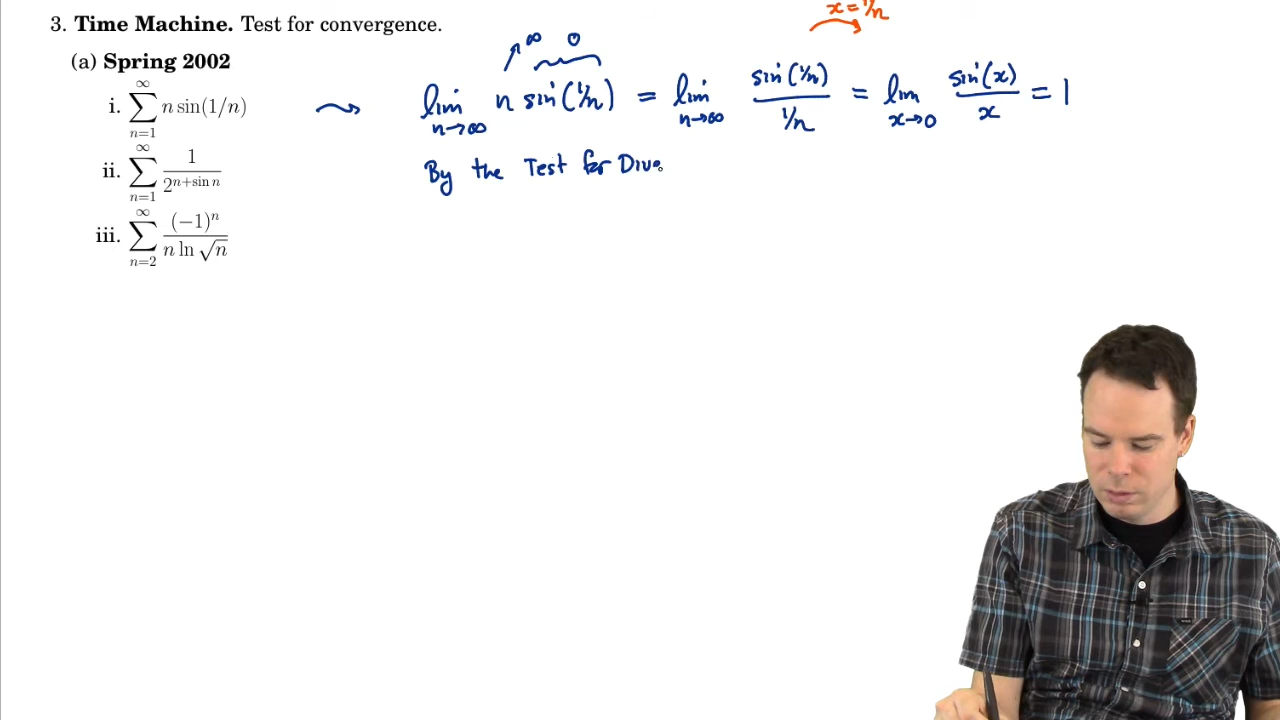 x = 1/n
3. Time Machine. Test for convergence.
(a) Spring 2002
↗∞ 0
i. ∑_{n=1}^{∞} n sin(1/n) ⇝ lim_{n→∞} n sin(1/n) = lim_{n→∞} sin(1/n) / (1/n) = lim_{x→0} sin(x) / x = 1
By the Test for Dive
ii. ∑_{n=1}^{∞} 1 / 2^{n+sin n}
iii. ∑_{n=2}^{∞} (−1)^n / (n ln √n)